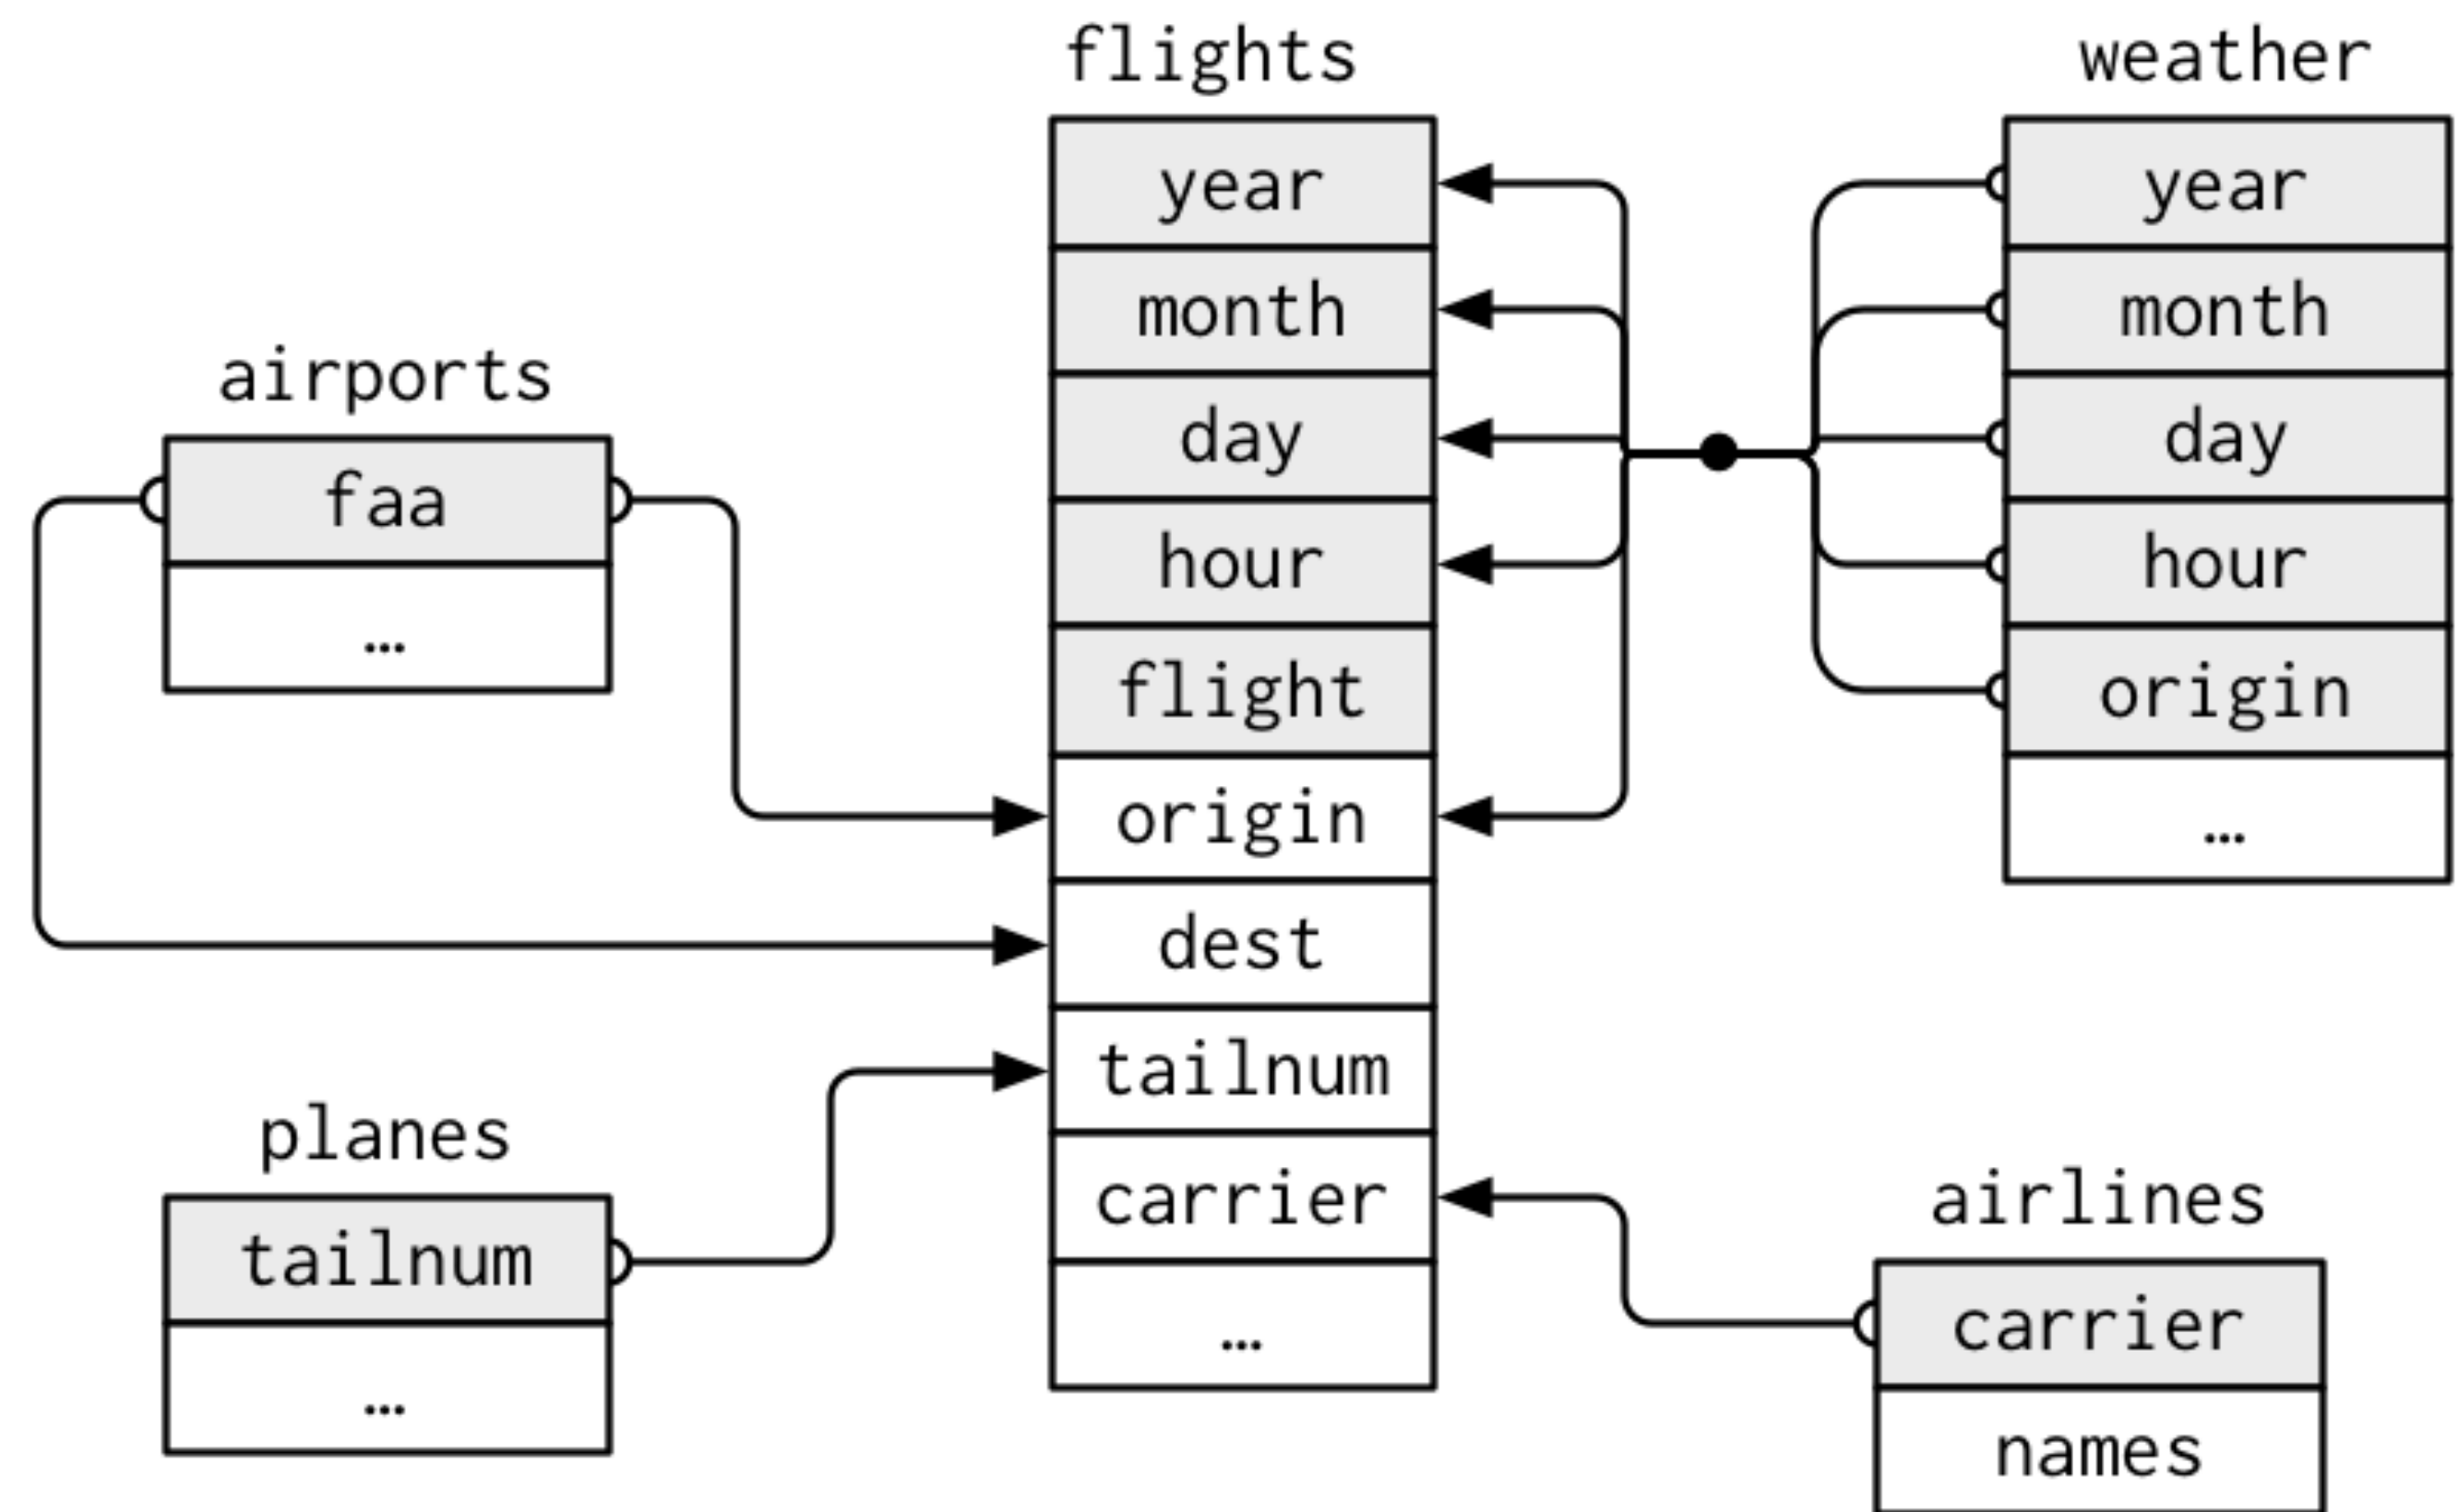 flights
year
month
day
hour
flight
origin
dest
tailnum
carrier
…
weather
year
month
day
hour
origin
…
airports
faa
…
planes
tailnum
…
airlines
carrier
names